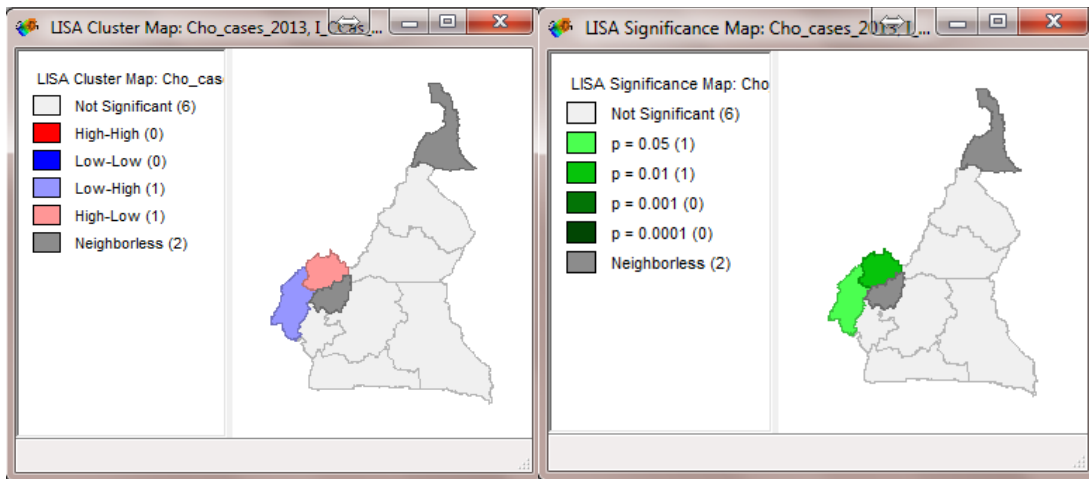 LISA Cluster Map: Cho_cases_2013, I_CCas_...
LISA Cluster Map: Cho_cas
Not Significant (6)
High-High (0)
Low-Low (0)
Low-High (1)
High-Low (1)
Neighborless (2)
LISA Significance Map: Cho_cases_2013, I_...
LISA Significance Map: Cho
Not Significant (6)
p = 0.05 (1)
p = 0.01 (1)
p = 0.001 (0)
p = 0.0001 (0)
Neighborless (2)